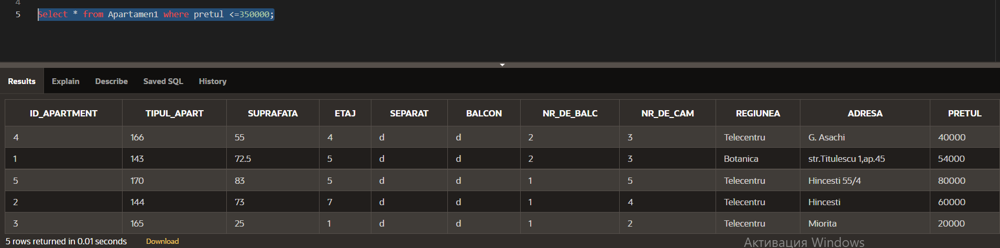 4
5 Select * from Apartamen1 where pretul <=350000;
Results Explain Describe Saved SQL History
ID_APARTMENT TIPUL_APART SUPRAFATA ETAJ SEPARAT BALCON NR_DE_BALC NR_DE_CAM REGIUNEA ADRESA PRETUL
4 166 55 4 d d 2 3 Telecentru G. Asachi 40000
1 143 72.5 5 d d 2 3 Botanica str.Titulescu 1,ap.45 54000
5 170 83 5 d d 1 5 Telecentru Hincesti 55/4 80000
2 144 73 7 d d 1 4 Telecentru Hincesti 60000
3 165 25 1 d d 1 2 Telecentru Miorita 20000
5 rows returned in 0.01 seconds Download
Активация Windows